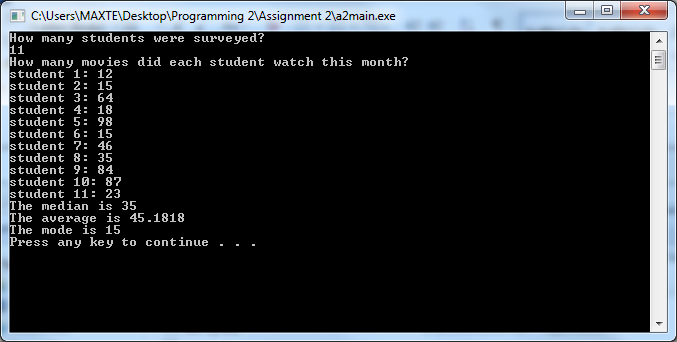 C:\Users\MAXTE\Desktop\Programming 2\Assignment 2\a2main.exe
How many students were surveyed?
11
How many movies did each student watch this month?
student 1: 12
student 2: 15
student 3: 64
student 4: 18
student 5: 98
student 6: 15
student 7: 46
student 8: 35
student 9: 84
student 10: 87
student 11: 23
The median is 35
The average is 45.1818
The mode is 15
Press any key to continue . . .